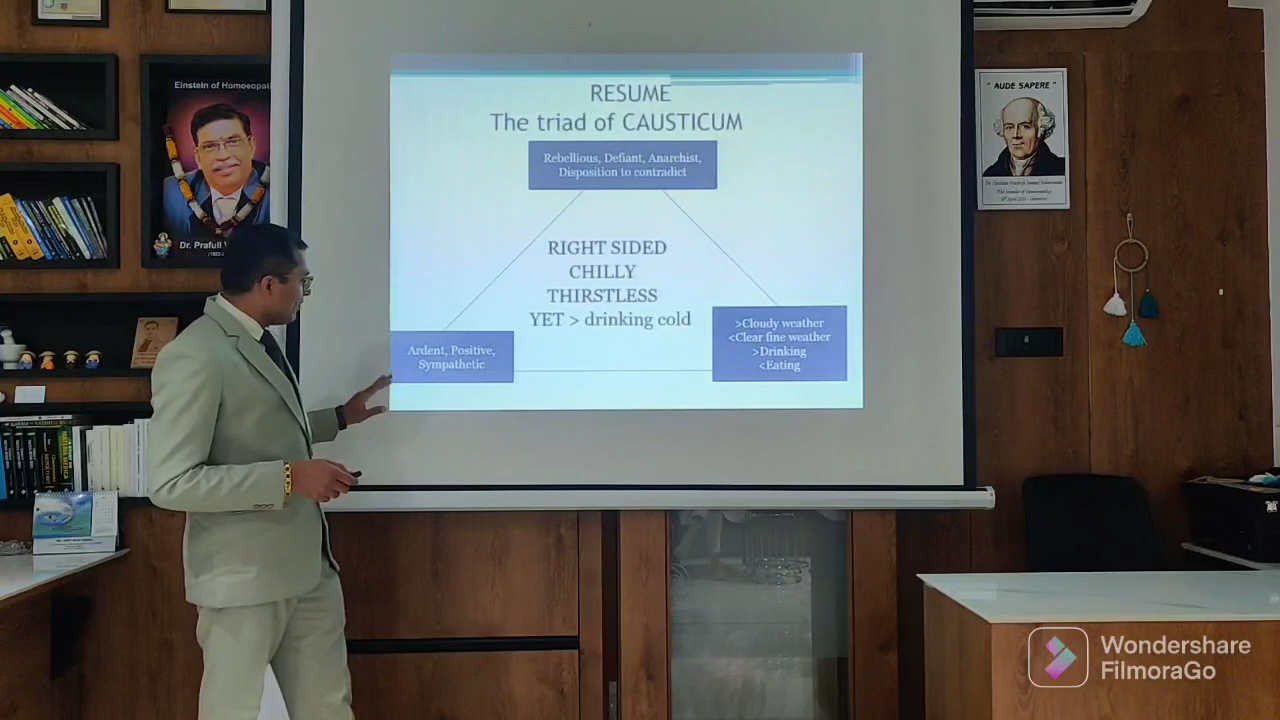 Einstein of Homoeopat
Dr. Prafull V
RESUME
The triad of CAUSTICUM
Rebellious, Defiant, Anarchist,
Disposition to contradict
RIGHT SIDED
CHILLY
THIRSTLESS
YET > drinking cold
Ardent, Positive,
Sympathetic
>Cloudy weather
<Clear fine weather
>Drinking
<Eating
" AUDE SAPERE "
Wondershare
FilmoraGo